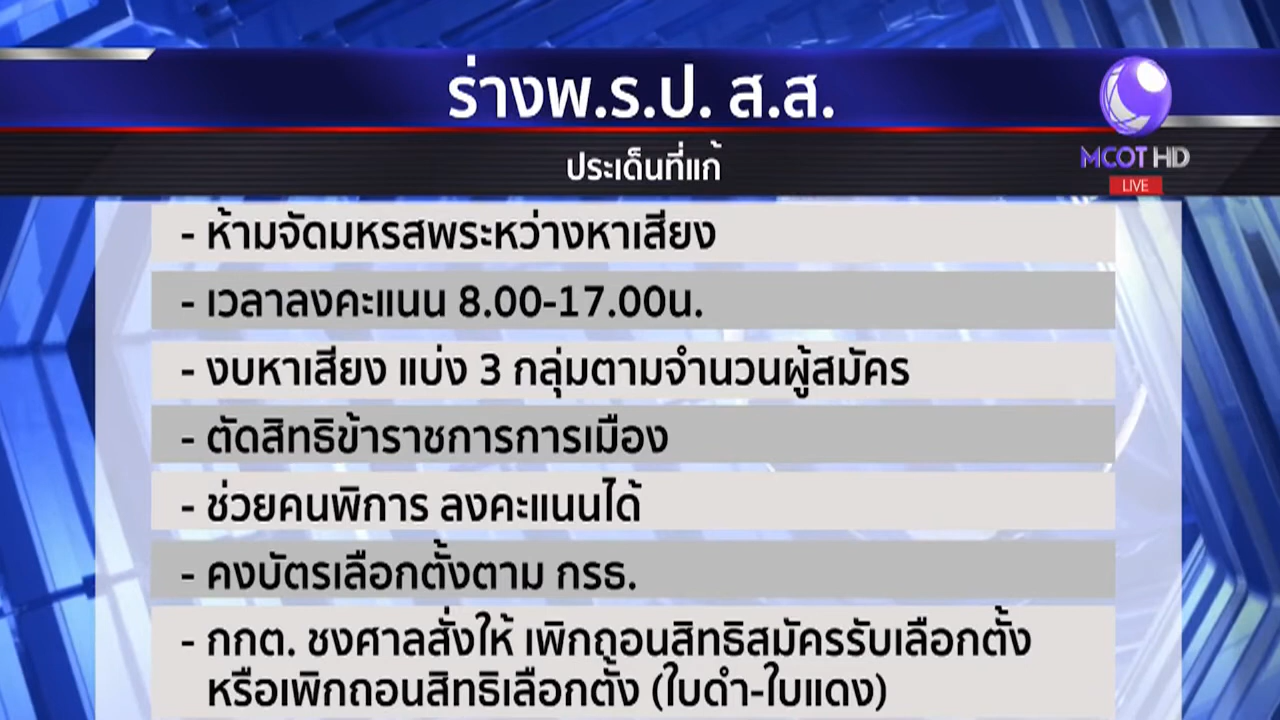 ร่างพ.ร.ป. ส.ส.
MCOT HD
LIVE
ประเด็นที่แก้
- ห้ามจัดมหรสพระหว่างหาเสียง
- เวลาลงคะแนน 8.00-17.00น.
- งบหาเสียง แบ่ง 3 กลุ่มตามจำนวนผู้สมัคร
- ตัดสิทธิข้าราชการการเมือง
- ช่วยคนพิการ ลงคะแนนได้
- คงบัตรเลือกตั้งตาม กรธ.
- กกต. ชงศาลสั่งให้ เพิกถอนสิทธิสมัครรับเลือกตั้ง
หรือเพิกถอนสิทธิเลือกตั้ง (ใบดำ-ใบแดง)